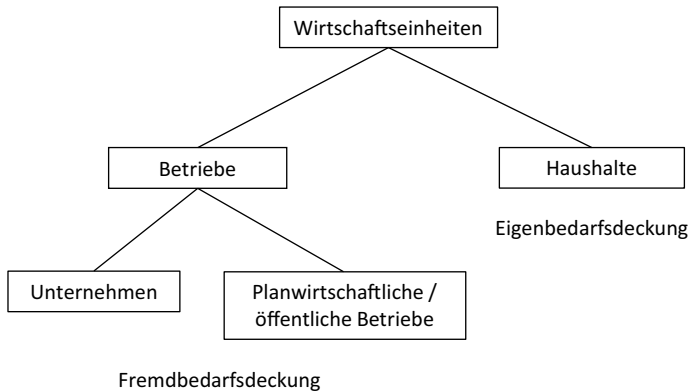 Wirtschaftseinheiten
Betriebe
Haushalte
Eigenbedarfsdeckung
Unternehmen
Planwirtschaftliche /
öffentliche Betriebe
Fremdbedarfsdeckung